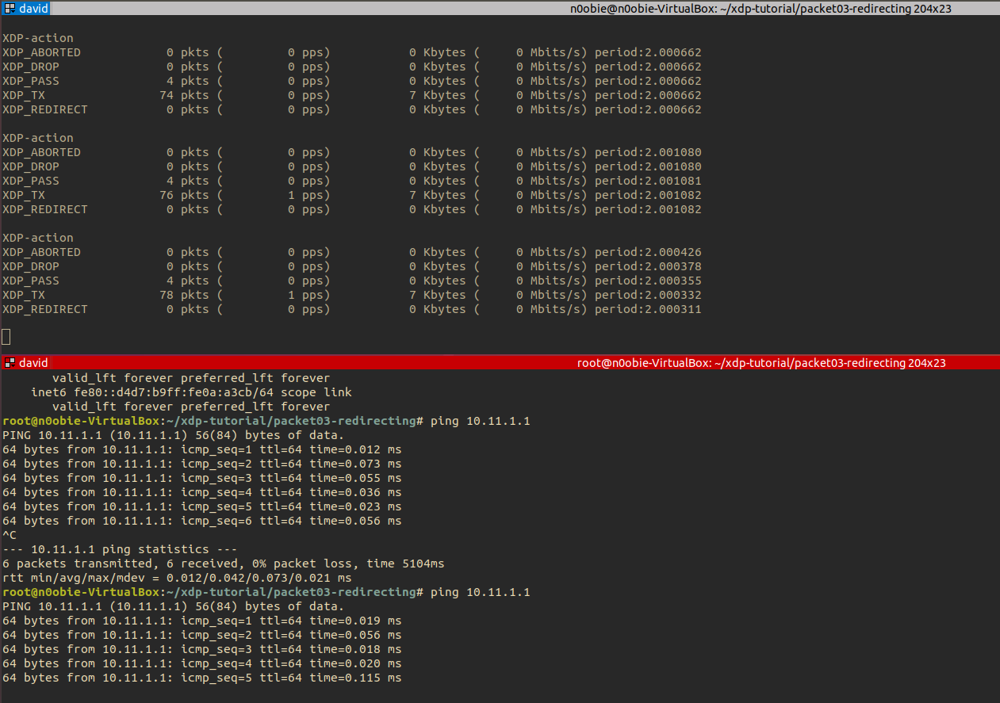 david n0obie@n0obie-VirtualBox: ~/xdp-tutorial/packet03-redirecting 204x23
XDP-action
XDP_ABORTED            0 pkts (         0 pps)           0 Kbytes (     0 Mbits/s) period:2.000662
XDP_DROP               0 pkts (         0 pps)           0 Kbytes (     0 Mbits/s) period:2.000662
XDP_PASS               4 pkts (         0 pps)           0 Kbytes (     0 Mbits/s) period:2.000662
XDP_TX                74 pkts (         0 pps)           7 Kbytes (     0 Mbits/s) period:2.000662
XDP_REDIRECT           0 pkts (         0 pps)           0 Kbytes (     0 Mbits/s) period:2.000662
XDP-action
XDP_ABORTED            0 pkts (         0 pps)           0 Kbytes (     0 Mbits/s) period:2.001080
XDP_DROP               0 pkts (         0 pps)           0 Kbytes (     0 Mbits/s) period:2.001080
XDP_PASS               4 pkts (         0 pps)           0 Kbytes (     0 Mbits/s) period:2.001081
XDP_TX                76 pkts (         1 pps)           7 Kbytes (     0 Mbits/s) period:2.001082
XDP_REDIRECT           0 pkts (         0 pps)           0 Kbytes (     0 Mbits/s) period:2.001082
XDP-action
XDP_ABORTED            0 pkts (         0 pps)           0 Kbytes (     0 Mbits/s) period:2.000426
XDP_DROP               0 pkts (         0 pps)           0 Kbytes (     0 Mbits/s) period:2.000378
XDP_PASS               4 pkts (         0 pps)           0 Kbytes (     0 Mbits/s) period:2.000355
XDP_TX                78 pkts (         1 pps)           7 Kbytes (     0 Mbits/s) period:2.000332
XDP_REDIRECT           0 pkts (         0 pps)           0 Kbytes (     0 Mbits/s) period:2.000311
david root@n0obie-VirtualBox: ~/xdp-tutorial/packet03-redirecting 204x23
valid_lft forever preferred_lft forever
inet6 fe80::d4d7:b9ff:fe0a:a3cb/64 scope link
valid_lft forever preferred_lft forever
root@n0obie-VirtualBox:~/xdp-tutorial/packet03-redirecting# ping 10.11.1.1
PING 10.11.1.1 (10.11.1.1) 56(84) bytes of data.
64 bytes from 10.11.1.1: icmp_seq=1 ttl=64 time=0.012 ms
64 bytes from 10.11.1.1: icmp_seq=2 ttl=64 time=0.073 ms
64 bytes from 10.11.1.1: icmp_seq=3 ttl=64 time=0.055 ms
64 bytes from 10.11.1.1: icmp_seq=4 ttl=64 time=0.036 ms
64 bytes from 10.11.1.1: icmp_seq=5 ttl=64 time=0.023 ms
64 bytes from 10.11.1.1: icmp_seq=6 ttl=64 time=0.056 ms
^C
--- 10.11.1.1 ping statistics ---
6 packets transmitted, 6 received, 0% packet loss, time 5104ms
rtt min/avg/max/mdev = 0.012/0.042/0.073/0.021 ms
root@n0obie-VirtualBox:~/xdp-tutorial/packet03-redirecting# ping 10.11.1.1
PING 10.11.1.1 (10.11.1.1) 56(84) bytes of data.
64 bytes from 10.11.1.1: icmp_seq=1 ttl=64 time=0.019 ms
64 bytes from 10.11.1.1: icmp_seq=2 ttl=64 time=0.056 ms
64 bytes from 10.11.1.1: icmp_seq=3 ttl=64 time=0.018 ms
64 bytes from 10.11.1.1: icmp_seq=4 ttl=64 time=0.020 ms
64 bytes from 10.11.1.1: icmp_seq=5 ttl=64 time=0.115 ms